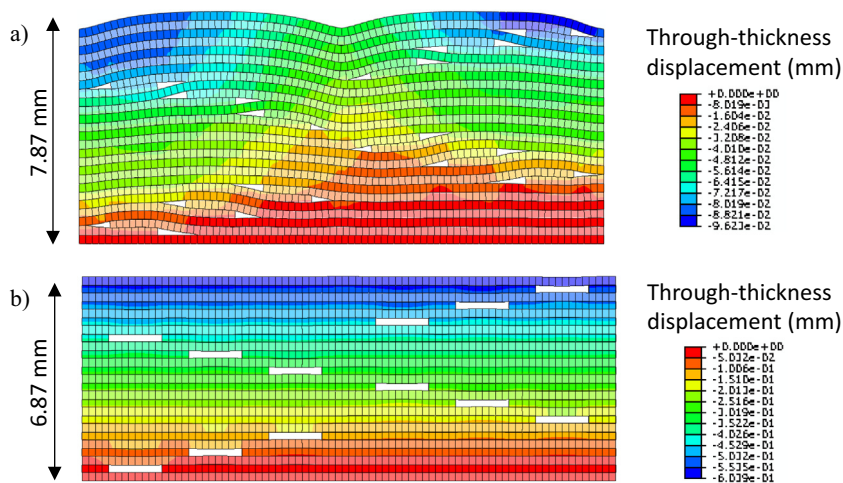 a)
7.87 mm
Through-thickness
displacement (mm)
+0.000e+00
-8.019e-03
-1.604e-02
-2.406e-02
-3.208e-02
-4.010e-02
-4.812e-02
-5.614e-02
-6.415e-02
-7.217e-02
-8.019e-02
-8.821e-02
-9.623e-02
b)
6.87 mm
Through-thickness
displacement (mm)
+0.000e+00
-5.032e-02
-1.006e-01
-1.510e-01
-2.013e-01
-2.516e-01
-3.019e-01
-3.522e-01
-4.026e-01
-4.529e-01
-5.032e-01
-5.535e-01
-6.039e-01